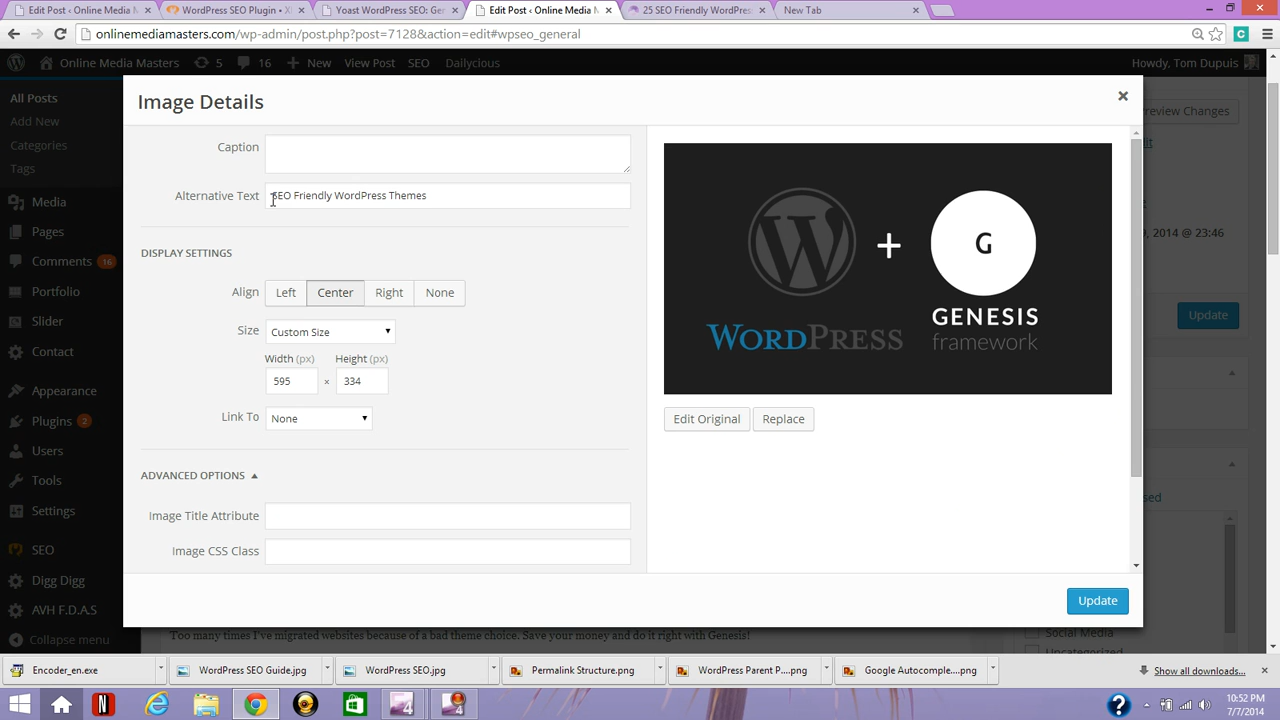 Edit Post ‹ Online Media M
WordPress SEO Plugin • X
Yoast WordPress SEO: Ger
Edit Post ‹ Online Media M
25 SEO Friendly WordPres
New Tab
onlinemediamasters.com/wp-admin/post.php?post=7128&action=edit#wpseo_general
Online Media Masters
5
16
New
View Post
SEO
Dailycious
Howdy, Tom Dupuis
All Posts
Add New
Categories
Tags
Media
Pages
Comments 16
Portfolio
Slider
Contact
Appearance
Plugins 2
Users
Tools
Settings
SEO
Digg Digg
AVH F.D.A.S
Collapse menu
Image Details
Caption
Alternative Text
SEO Friendly WordPress Themes
DISPLAY SETTINGS
Align
Left
Center
Right
None
Size
Custom Size
Width (px)
Height (px)
595
×
334
Link To
None
ADVANCED OPTIONS
Image Title Attribute
Image CSS Class
WORDPRESS
+
G
GENESIS
framework
Edit Original
Replace
Update
Preview Changes
9, 2014 @ 23:46
Update
Too many times I've migrated websites because of a bad theme choice. Save your money and do it right with Genesis!
Social Media
Uncategorized
Encoder_en.exe
WordPress SEO Guide.jpg
WordPress SEO.jpg
Permalink Structure.png
WordPress Parent P....png
Google Autocomple....png
Show all downloads...
10:52 PM
7/7/2014